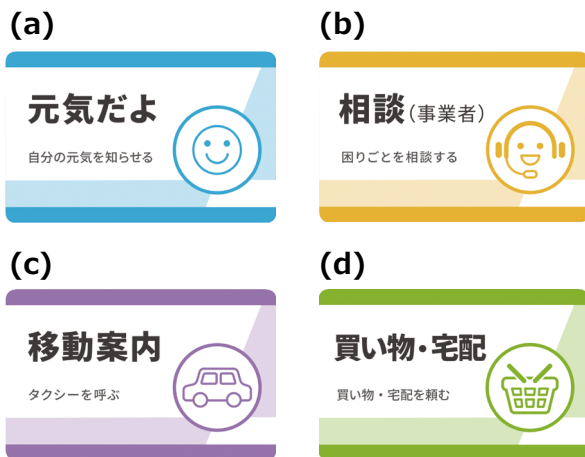 (a)
元気だよ
自分の元気を知らせる
(b)
相談(事業者)
困りごとを相談する
(c)
移動案内
タクシーを呼ぶ
(d)
買い物・宅配
買い物・宅配を頼む